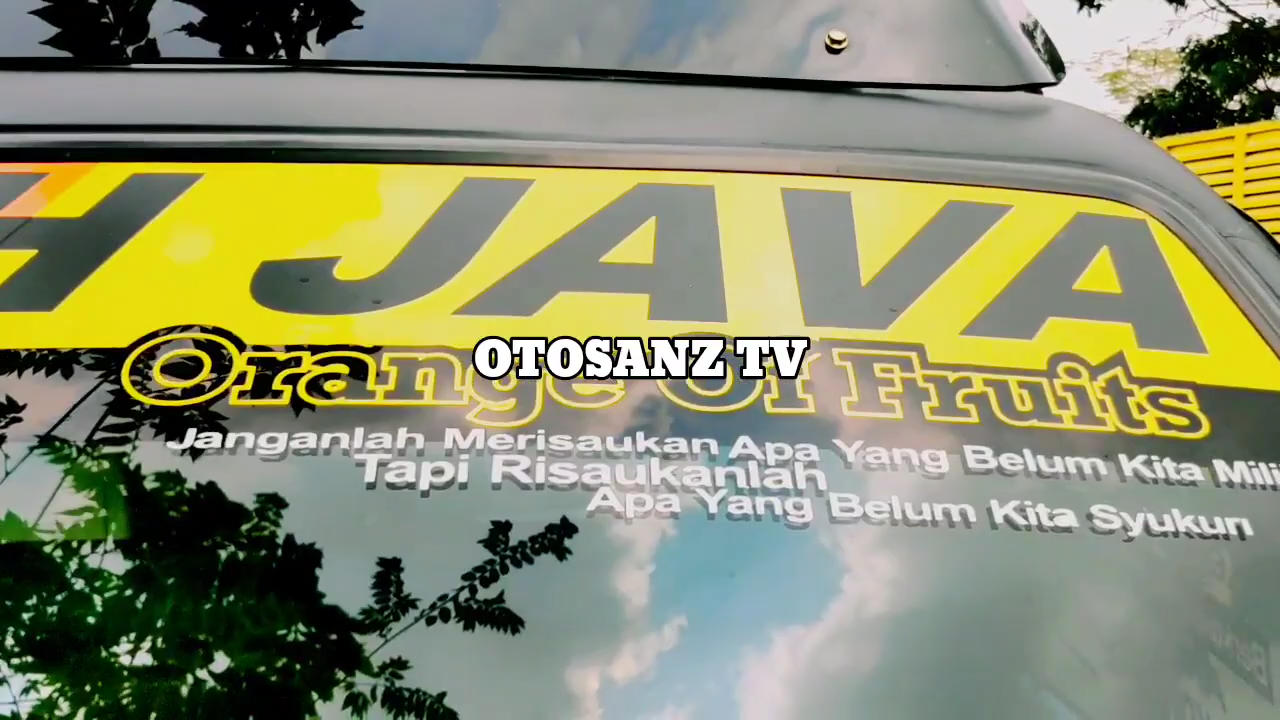 H JAVA
Orange Of Fruits
OTOSANZ TV
Janganlah Merisaukan Apa Yang Belum Kita Mili
Tapi Risaukanlah
Apa Yang Belum Kita Syukuri